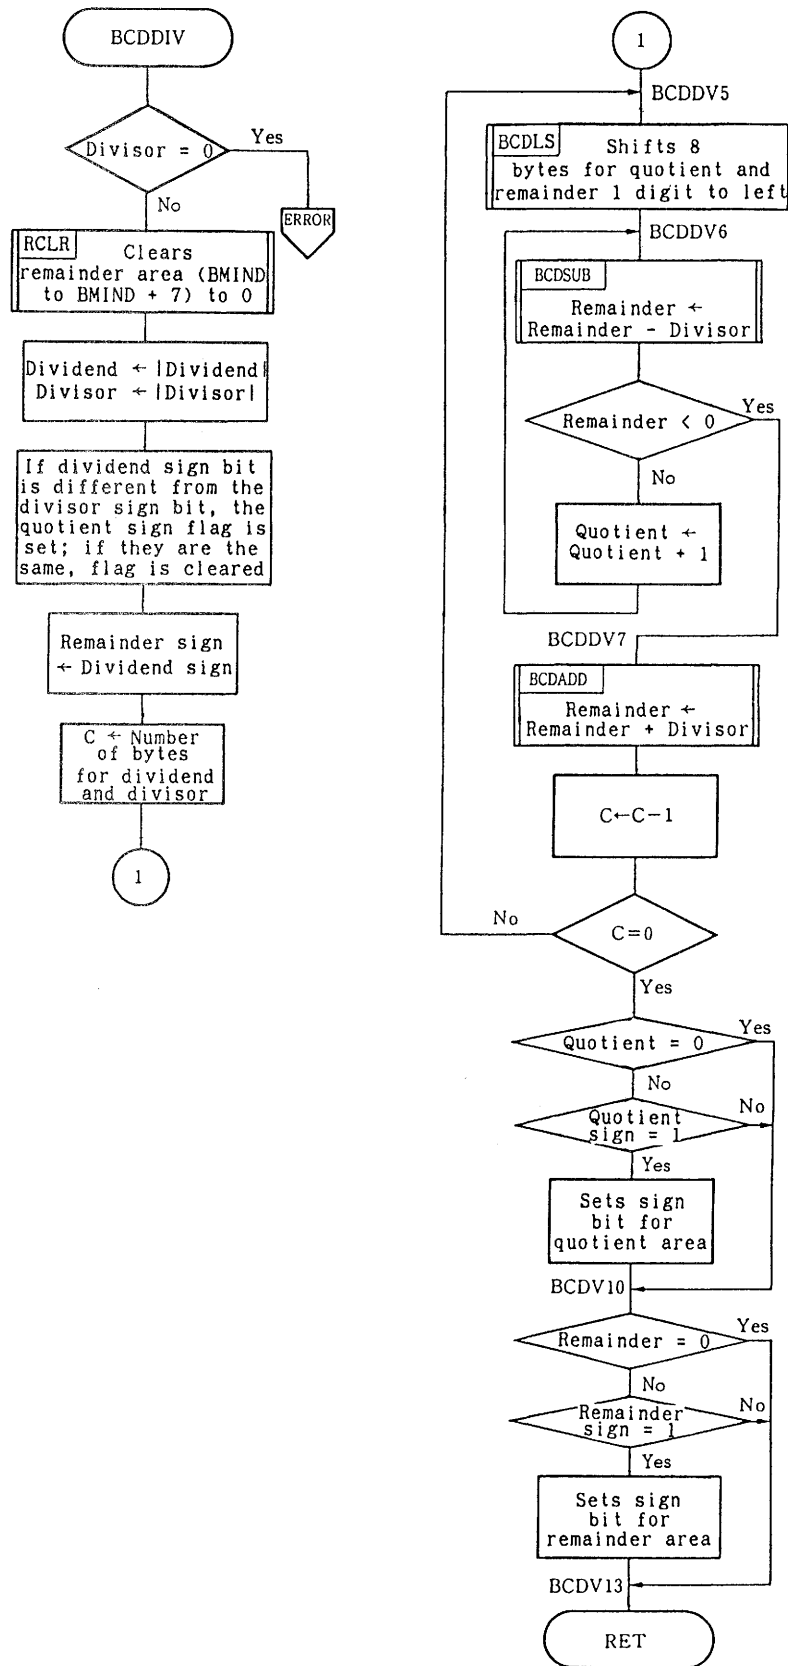 BCDDIV
Divisor = 0
Yes
No
ERROR
RCLR
Clears
remainder area (BMIND
to BMIND + 7) to 0
Dividend ← |Dividend|
Divisor ← |Divisor|
If dividend sign bit
is different from the
divisor sign bit, the
quotient sign flag is
set; if they are the
same, flag is cleared
Remainder sign
← Dividend sign
C ← Number
of bytes
for dividend
and divisor
1
1
BCDDV5
BCDLS
Shifts 8
bytes for quotient and
remainder 1 digit to left
BCDDV6
BCDSUB
Remainder ←
Remainder - Divisor
Remainder < 0
Yes
No
Quotient ←
Quotient + 1
BCDDV7
BCDADD
Remainder ←
Remainder + Divisor
C←C-1
C=0
No
Yes
Quotient = 0
Yes
No
Quotient
sign = 1
No
Yes
Sets sign
bit for
quotient area
BCDV10
Remainder = 0
Yes
No
Remainder
sign = 1
No
Yes
Sets sign
bit for
remainder area
BCDV13
RET